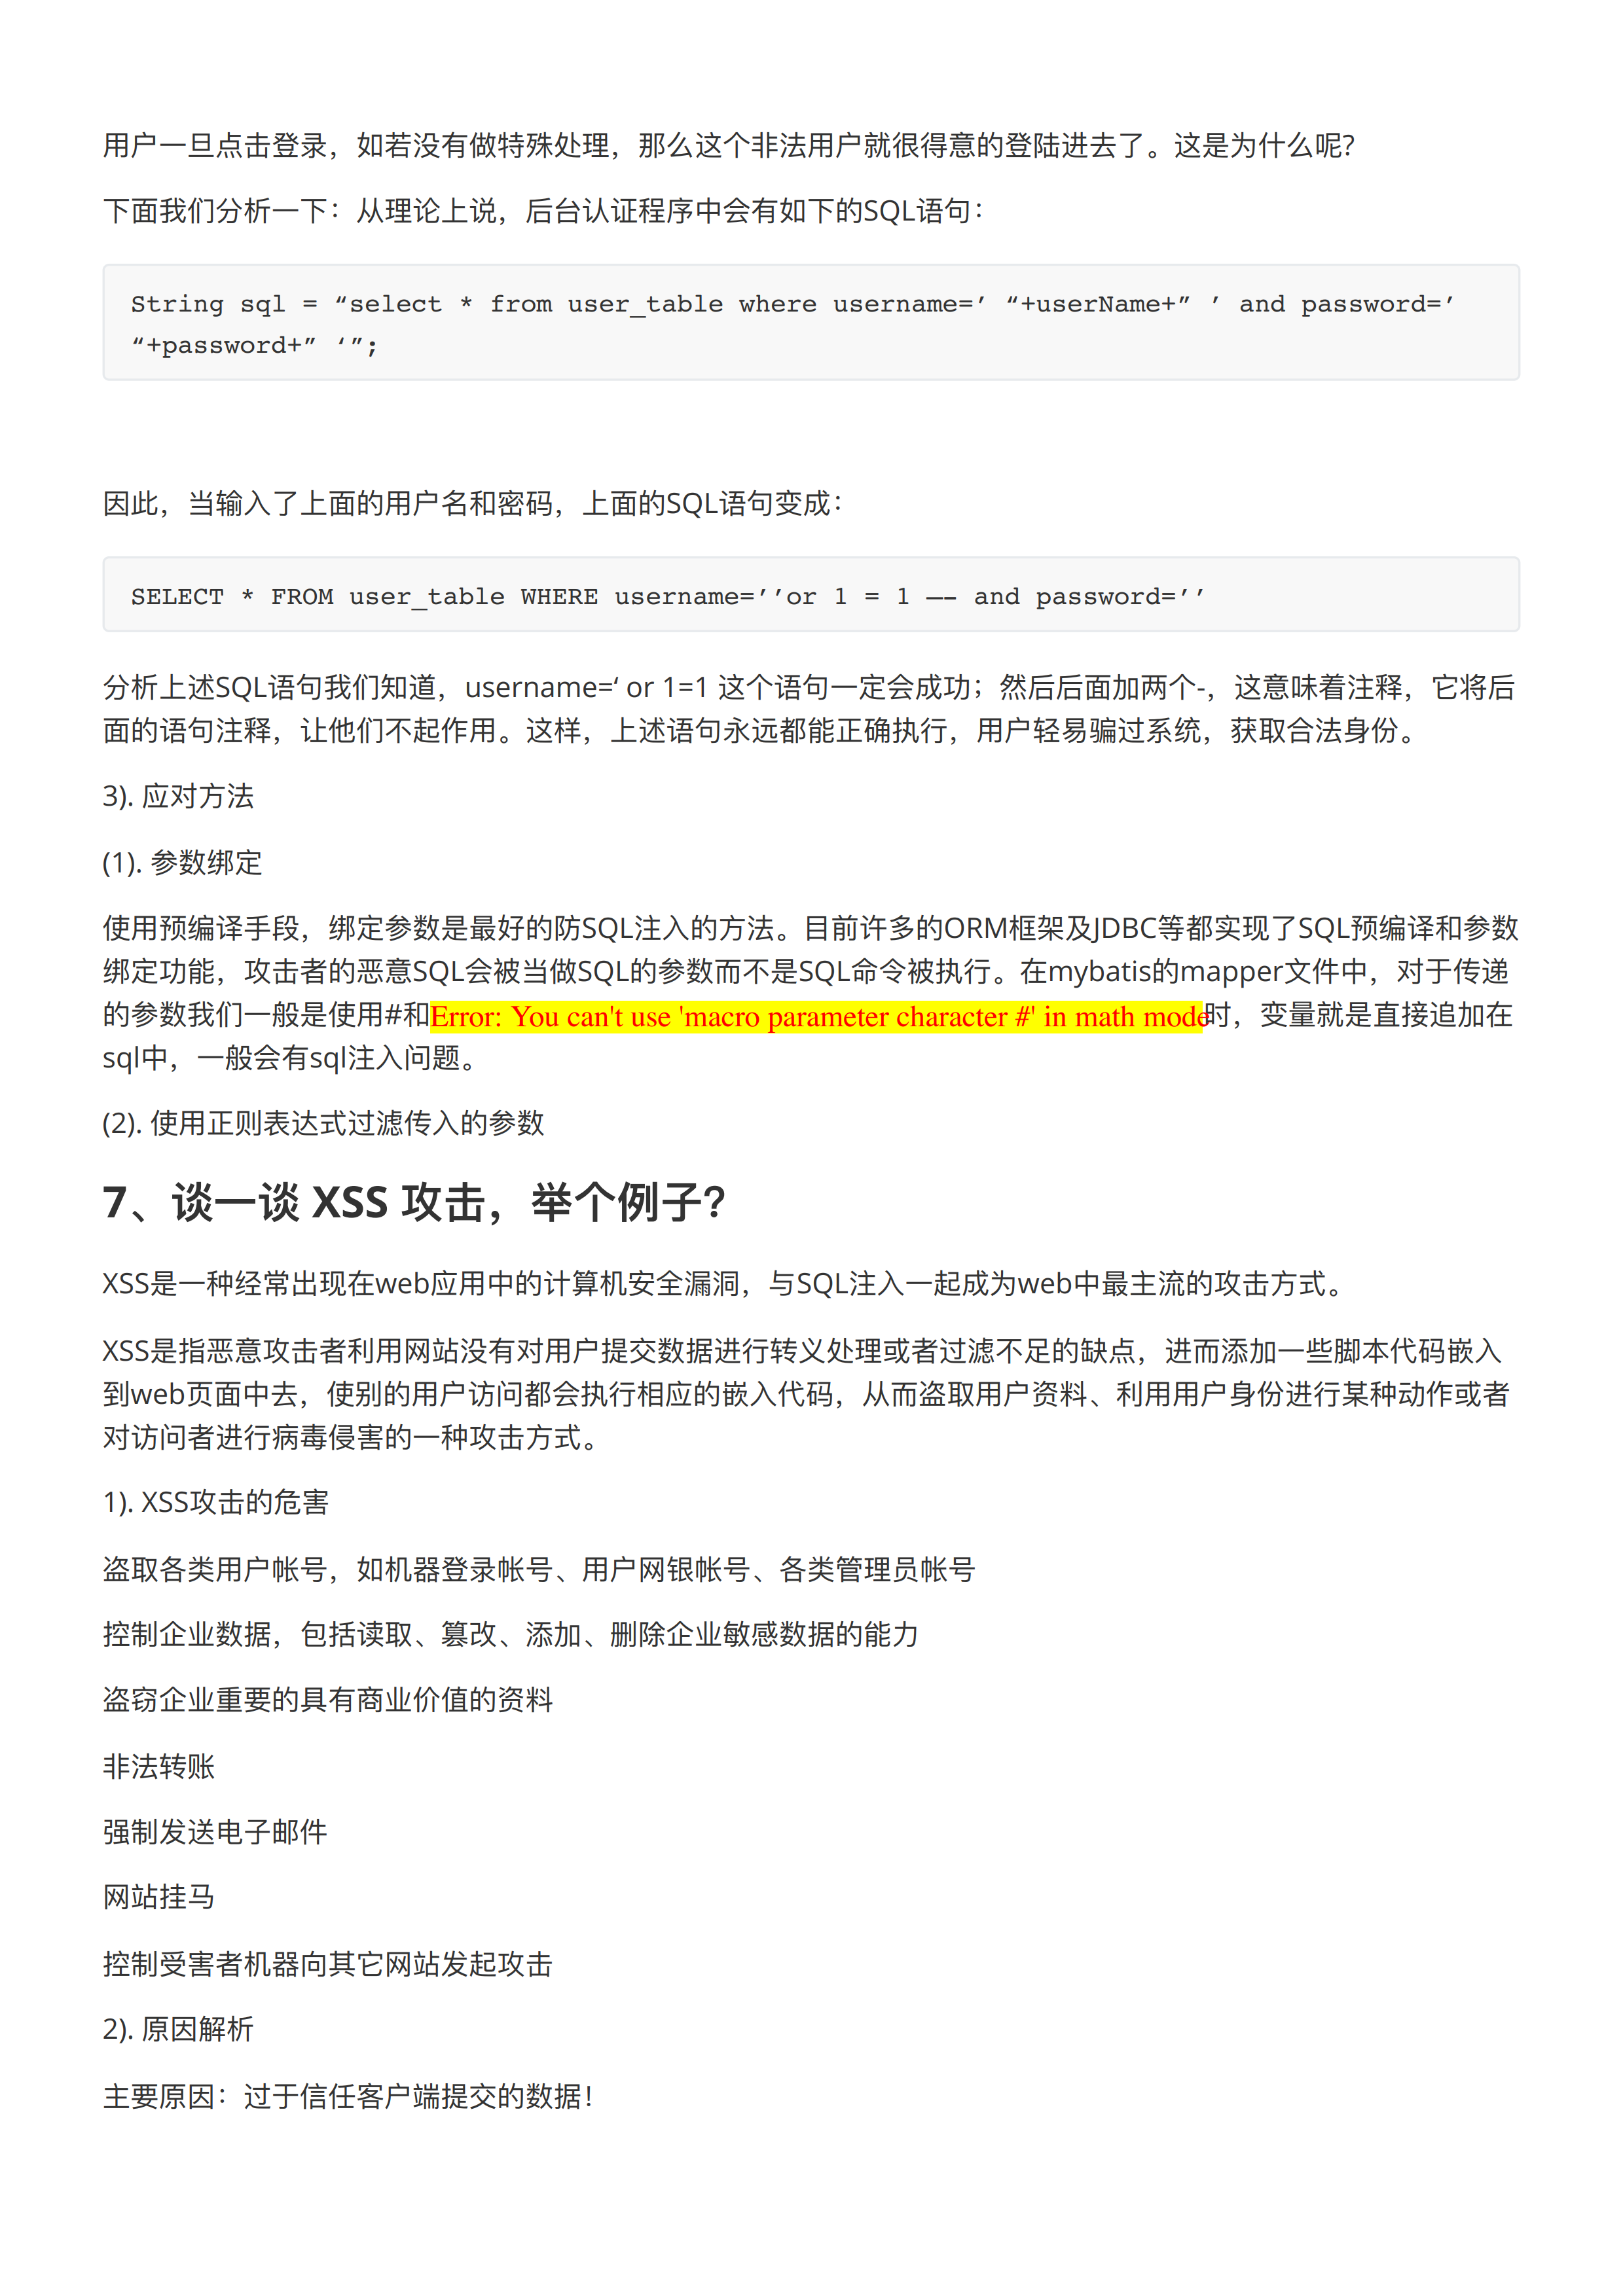 用户一旦点击登录，如若没有做特殊处理，那么这个非法用户就很得意的登陆进去了。这是为什么呢?
下面我们分析一下：从理论上说，后台认证程序中会有如下的SQL语句：
String sql = “select * from user_table where username=’ “+userName+” ’ and password=’
“+password+” ‘”;
因此，当输入了上面的用户名和密码，上面的SQL语句变成：
SELECT * FROM user_table WHERE username=’’or 1 = 1 –– and password=’’
分析上述SQL语句我们知道，username=‘ or 1=1 这个语句一定会成功；然后后面加两个-，这意味着注释，它将后
面的语句注释，让他们不起作用。这样，上述语句永远都能正确执行，用户轻易骗过系统，获取合法身份。
3). 应对方法
(1). 参数绑定
使用预编译手段，绑定参数是最好的防SQL注入的方法。目前许多的ORM框架及JDBC等都实现了SQL预编译和参数
绑定功能，攻击者的恶意SQL会被当做SQL的参数而不是SQL命令被执行。在mybatis的mapper文件中，对于传递
的参数我们一般是使用#和Error: You can't use 'macro parameter character #' in math mode时，变量就是直接追加在
sql中，一般会有sql注入问题。
(2). 使用正则表达式过滤传入的参数
7、谈一谈 XSS 攻击，举个例子?
XSS是一种经常出现在web应用中的计算机安全漏洞，与SQL注入一起成为web中最主流的攻击方式。
XSS是指恶意攻击者利用网站没有对用户提交数据进行转义处理或者过滤不足的缺点，进而添加一些脚本代码嵌入
到web页面中去，使别的用户访问都会执行相应的嵌入代码，从而盗取用户资料、利用用户身份进行某种动作或者
对访问者进行病毒侵害的一种攻击方式。
1). XSS攻击的危害
盗取各类用户帐号，如机器登录帐号、用户网银帐号、各类管理员帐号
控制企业数据，包括读取、篡改、添加、删除企业敏感数据的能力
盗窃企业重要的具有商业价值的资料
非法转账
强制发送电子邮件
网站挂马
控制受害者机器向其它网站发起攻击
2). 原因解析
主要原因：过于信任客户端提交的数据！